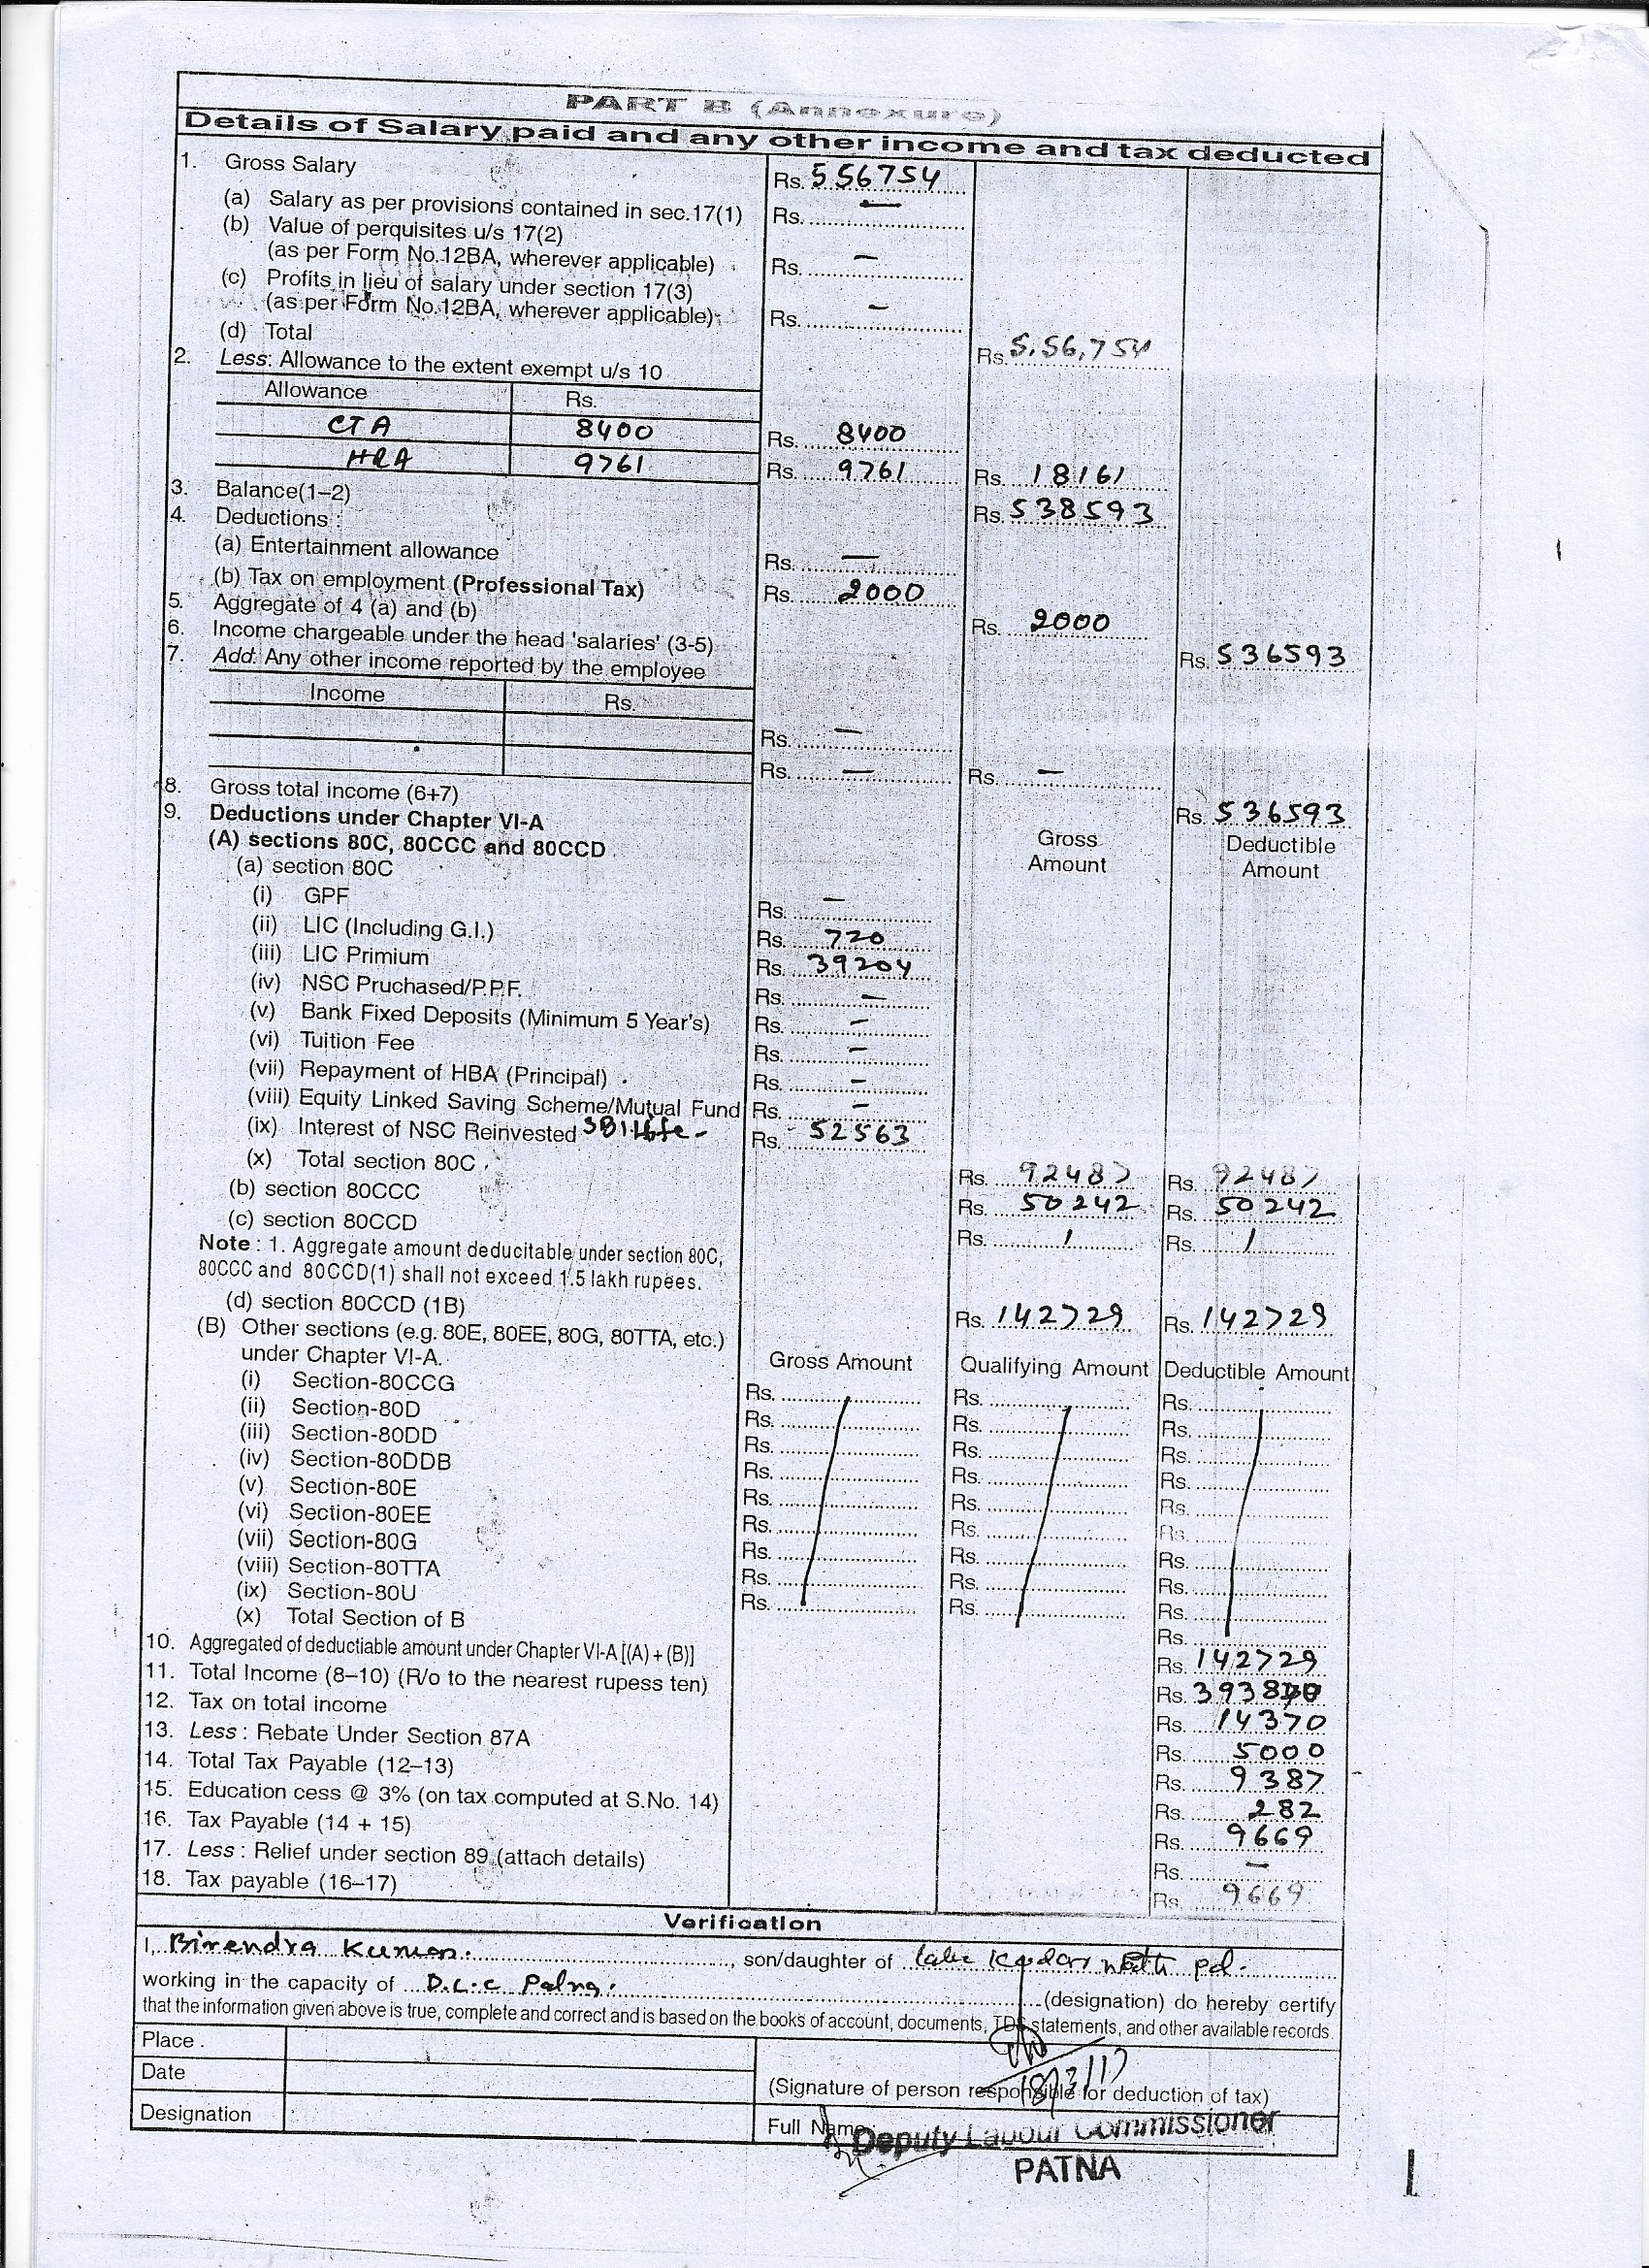 PART B (Annexure)
Details of Salary paid and any other income and tax deducted
1. Gross Salary Rs. 556754
(a) Salary as per provisions contained in sec.17(1) Rs. —
(b) Value of perquisites u/s 17(2)
(as per Form No.12BA, wherever applicable) Rs. —
(c) Profits in lieu of salary under section 17(3)
(as per Form No.12BA, wherever applicable) Rs. —
(d) Total Rs. 5,56,754
2. Less: Allowance to the extent exempt u/s 10
Allowance Rs.
CTA 8400 Rs. 8400
HRA 9761 Rs. 9761 Rs. 18161
3. Balance(1–2) Rs. 538593
4. Deductions :
(a) Entertainment allowance Rs. —
(b) Tax on employment (Professional Tax) Rs. 2000
5. Aggregate of 4 (a) and (b) Rs. 2000
6. Income chargeable under the head 'salaries' (3-5) Rs. 536593
7. Add: Any other income reported by the employee
Income Rs.
Rs. —
Rs. — Rs. —
8. Gross total income (6+7) Rs. 536593
9. Deductions under Chapter VI-A
(A) sections 80C, 80CCC and 80CCD Gross Amount Deductible Amount
(a) section 80C
(i) GPF Rs. —
(ii) LIC (Including G.I.) Rs. 720
(iii) LIC Primium Rs. 39204
(iv) NSC Pruchased/P.P.F. Rs. —
(v) Bank Fixed Deposits (Minimum 5 Year's) Rs. —
(vi) Tuition Fee Rs. —
(vii) Repayment of HBA (Principal) Rs. —
(viii) Equity Linked Saving Scheme/Mutual Fund Rs. —
(ix) Interest of NSC Reinvested SBI Life - Rs. 52563
(x) Total section 80C Rs. 92487 Rs. 92487
(b) section 80CCC Rs. 50242 Rs. 50242
(c) section 80CCD Rs. / Rs. /
Note : 1. Aggregate amount deducitable under section 80C,
80CCC and 80CCD(1) shall not exceed 1.5 lakh rupees.
(d) section 80CCD (1B) Rs. 142729 Rs. 142729
(B) Other sections (e.g. 80E, 80EE, 80G, 80TTA, etc.)
under Chapter VI-A. Gross Amount Qualifying Amount Deductible Amount
(i) Section-80CCG Rs. Rs. Rs.
(ii) Section-80D Rs. Rs. Rs.
(iii) Section-80DD Rs. Rs. Rs.
(iv) Section-80DDB Rs. Rs. Rs.
(v) Section-80E Rs. Rs. Rs.
(vi) Section-80EE Rs. Rs. Rs.
(vii) Section-80G Rs. Rs. Rs.
(viii) Section-80TTA Rs. Rs. Rs.
(ix) Section-80U Rs. Rs. Rs.
(x) Total Section of B Rs.
10. Aggregated of deductiable amount under Chapter VI-A [(A) + (B)] Rs. 142729
11. Total Income (8–10) (R/o to the nearest rupess ten) Rs. 393870
12. Tax on total income Rs. 14370
13. Less : Rebate Under Section 87A Rs. 5000
14. Total Tax Payable (12–13) Rs. 9387
15. Education cess @ 3% (on tax computed at S.No. 14) Rs. 282
16. Tax Payable (14 + 15) Rs. 9669
17. Less : Relief under section 89 (attach details) Rs. —
18. Tax payable (16–17) Rs. 9669
Verification
I, Birendra Kumar, son/daughter of late Kedar nath pd.
working in the capacity of D.L.C Patna. (designation) do hereby certify
that the information given above is true, complete and correct and is based on the books of account, documents, TDS statements, and other available records.
Place
Date 18/3/17
(Signature of person responsible for deduction of tax)
Designation Full Name:
Deputy Labour Commissioner
PATNA